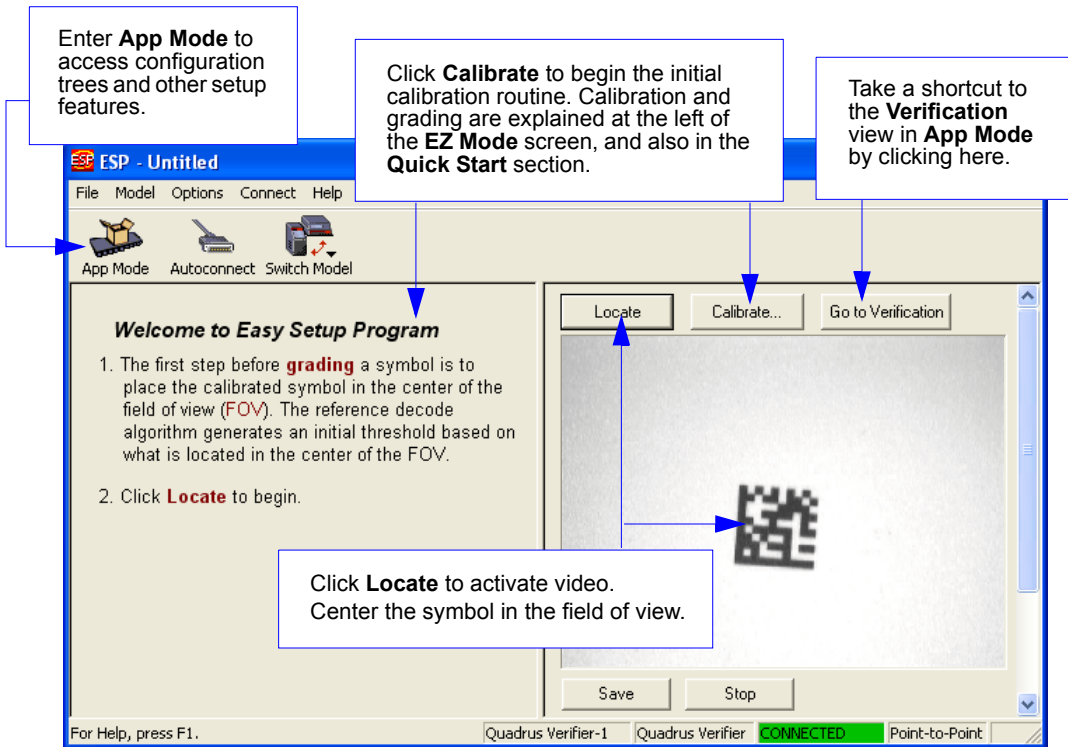 Enter App Mode to
access configuration
trees and other setup
features.
Click Calibrate to begin the initial
calibration routine. Calibration and
grading are explained at the left of
the EZ Mode screen, and also in the
Quick Start section.
Take a shortcut to
the Verification
view in App Mode
by clicking here.
ESP - Untitled
File Model Options Connect Help
App Mode Autoconnect Switch Model
Welcome to Easy Setup Program
1. The first step before grading a symbol is to
place the calibrated symbol in the center of the
field of view (FOV). The reference decode
algorithm generates an initial threshold based on
what is located in the center of the FOV.
2. Click Locate to begin.
Locate Calibrate... Go to Verification
Click Locate to activate video.
Center the symbol in the field of view.
Save Stop
For Help, press F1. Quadrus Verifier-1 Quadrus Verifier CONNECTED Point-to-Point